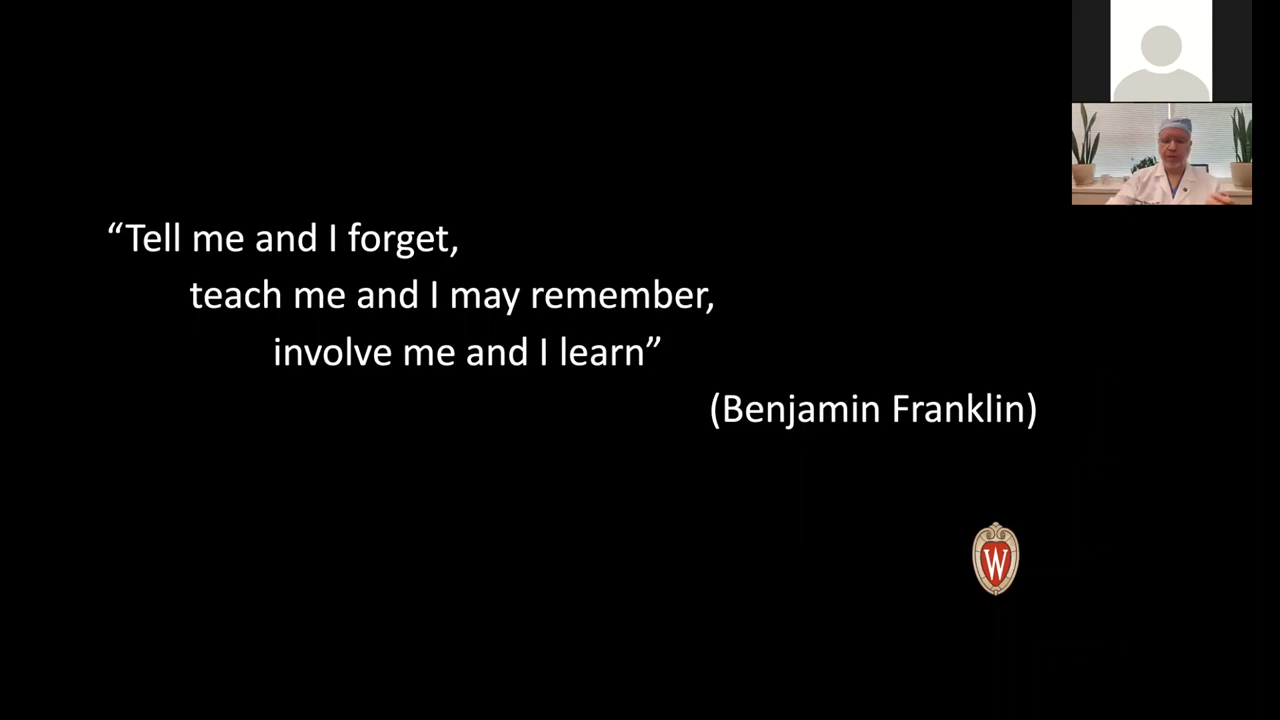 “Tell me and I forget,
teach me and I may remember,
involve me and I learn”
(Benjamin Franklin)
W